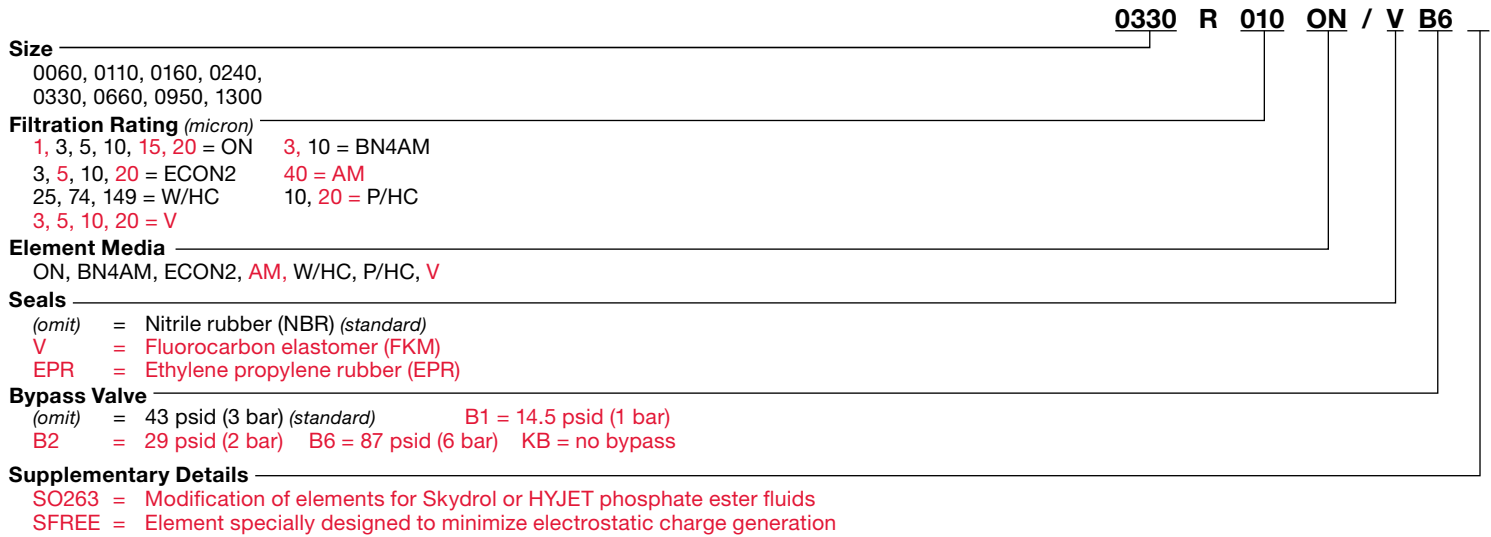 0330 R 010 ON / V B6
Size
0060, 0110, 0160, 0240,
0330, 0660, 0950, 1300
Filtration Rating (micron)
1, 3, 5, 10, 15, 20 = ON 3, 10 = BN4AM
3, 5, 10, 20 = ECON2 40 = AM
25, 74, 149 = W/HC 10, 20 = P/HC
3, 5, 10, 20 = V
Element Media
ON, BN4AM, ECON2, AM, W/HC, P/HC, V
Seals
(omit) = Nitrile rubber (NBR) (standard)
V = Fluorocarbon elastomer (FKM)
EPR = Ethylene propylene rubber (EPR)
Bypass Valve
(omit) = 43 psid (3 bar) (standard) B1 = 14.5 psid (1 bar)
B2 = 29 psid (2 bar) B6 = 87 psid (6 bar) KB = no bypass
Supplementary Details
SO263 = Modification of elements for Skydrol or HYJET phosphate ester fluids
SFREE = Element specially designed to minimize electrostatic charge generation